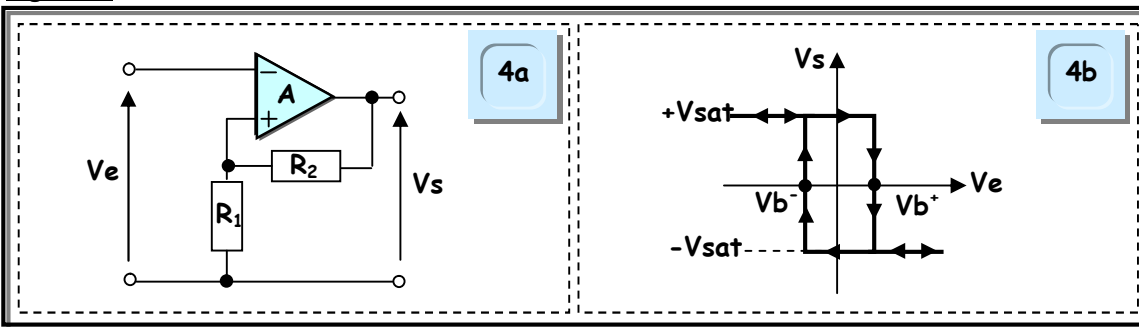 4a
A
−
+
R₂
R₁
Ve
Vs
4b
Vs
+Vsat
Ve
Vb⁻
Vb⁺
-Vsat